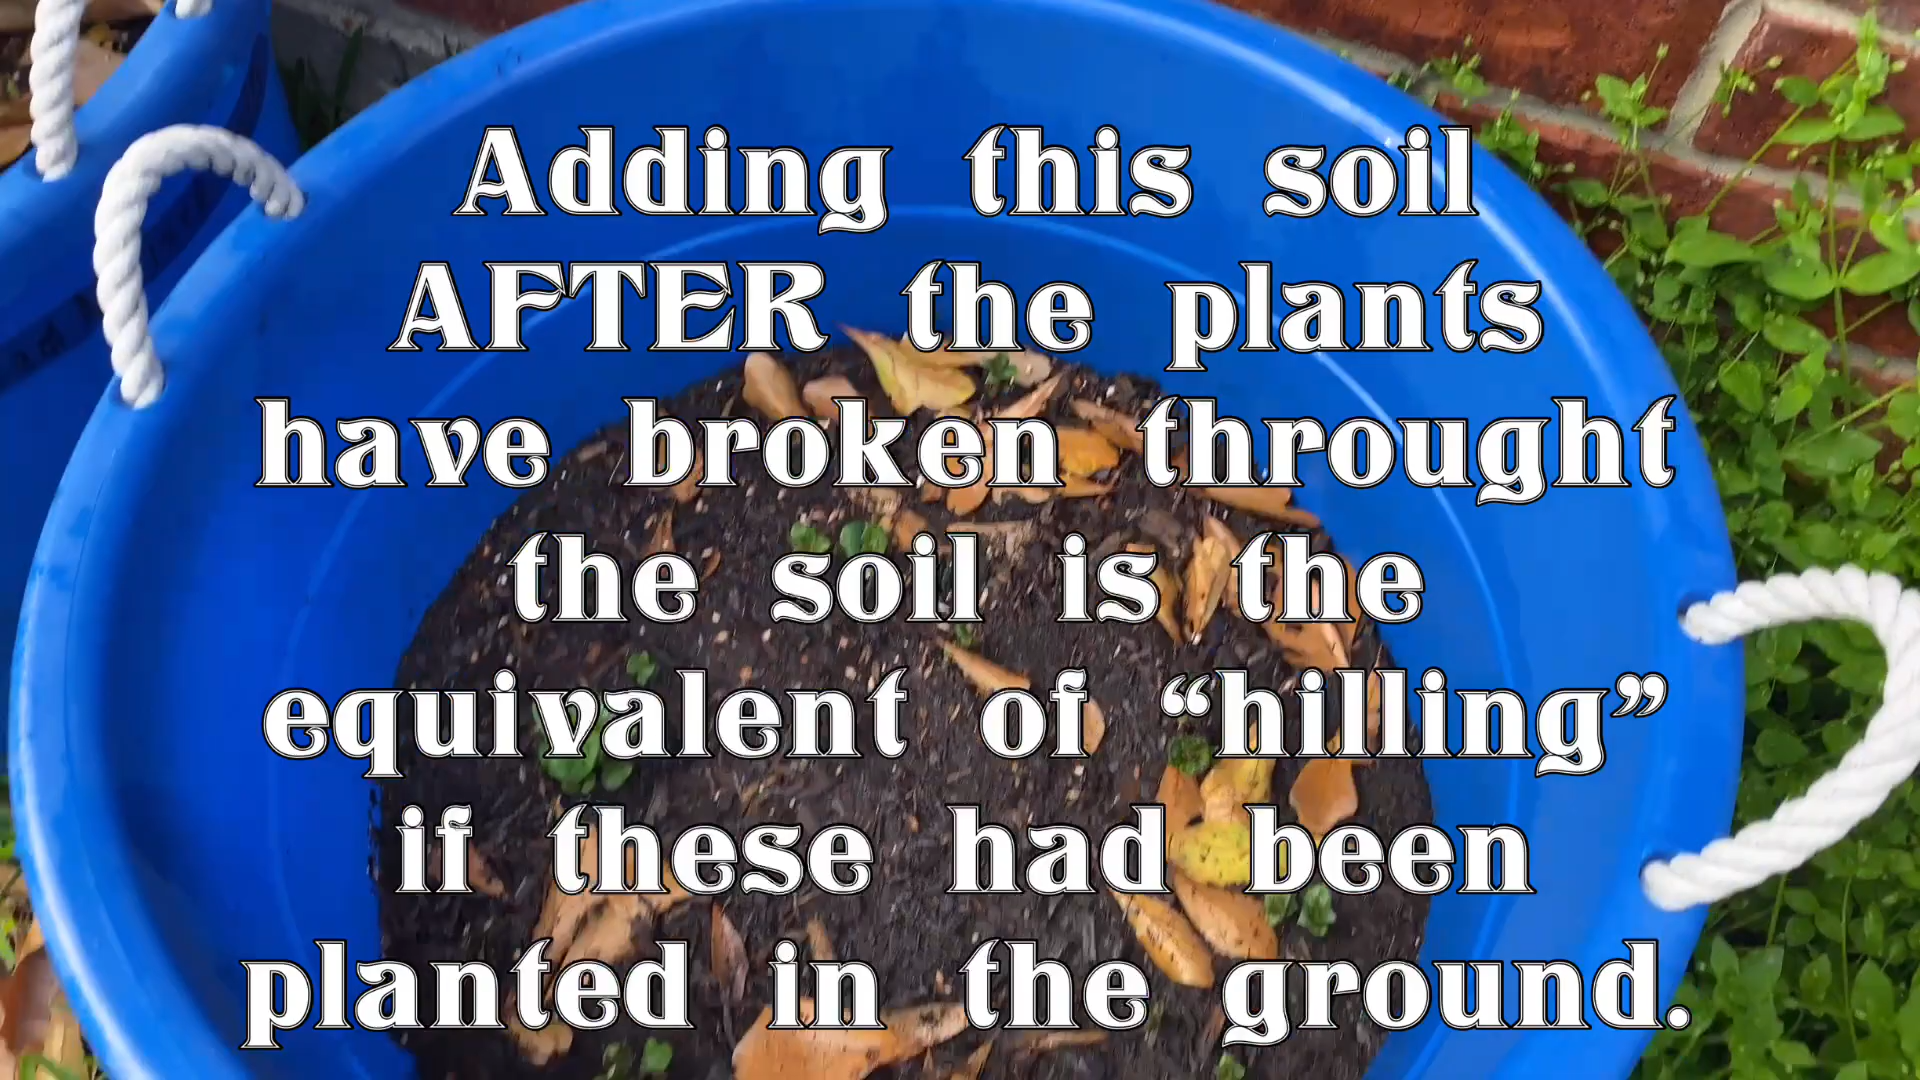 Adding this soil
AFTER the plants
have broken throught
the soil is the
equivalent of “hilling”
if these had been
planted in the ground.